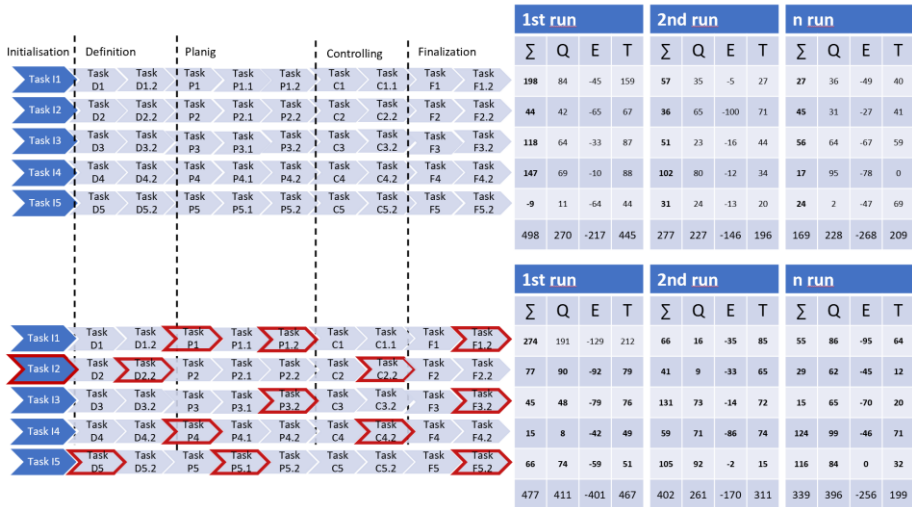 1st run 2nd run n run
Initialisation Definition Planig Controlling Finalization
∑ Q E T ∑ Q E T ∑ Q E T
Task I1 Task D1 Task D1.2 Task P1 Task P1.1 Task P1.2 Task C1 Task C1.1 Task F1 Task F1.2 198 84 -45 159 57 35 -5 27 27 36 -49 40
Task I2 Task D2 Task D2.2 Task P2 Task P2.1 Task P2.2 Task C2 Task C2.2 Task F2 Task F2.2 44 42 -65 67 36 65 -100 71 45 31 -27 41
Task I3 Task D3 Task D3.2 Task P3 Task P3.1 Task P3.2 Task C3 Task C3.2 Task F3 Task F3.2 118 64 -33 87 51 23 -16 44 56 64 -67 59
Task I4 Task D4 Task D4.2 Task P4 Task P4.1 Task P4.2 Task C4 Task C4.2 Task F4 Task F4.2 147 69 -10 88 102 80 -12 34 17 95 -78 0
Task I5 Task D5 Task D5.2 Task P5 Task P5.1 Task P5.2 Task C5 Task C5.2 Task F5 Task F5.2 -9 11 -64 44 31 24 -13 20 24 2 -47 69
498 270 -217 445 277 227 -146 196 169 228 -268 209
1st run 2nd run n run
∑ Q E T ∑ Q E T ∑ Q E T
Task I1 Task D1 Task D1.2 Task P1 Task P1.1 Task P1.2 Task C1 Task C1.1 Task F1 Task F1.2 274 191 -129 212 66 16 -35 85 55 86 -95 64
Task I2 Task D2 Task D2.2 Task P2 Task P2.1 Task P2.2 Task C2 Task C2.2 Task F2 Task F2.2 77 90 -92 79 41 9 -33 65 29 62 -45 12
Task I3 Task D3 Task D3.2 Task P3 Task P3.1 Task P3.2 Task C3 Task C3.2 Task F3 Task F3.2 45 48 -79 76 131 73 -14 72 15 65 -70 20
Task I4 Task D4 Task D4.2 Task P4 Task P4.1 Task P4.2 Task C4 Task C4.2 Task F4 Task F4.2 15 8 -42 49 59 71 -86 74 124 99 -46 71
Task I5 Task D5 Task D5.2 Task P5 Task P5.1 Task P5.2 Task C5 Task C5.2 Task F5 Task F5.2 66 74 -59 51 105 92 -2 15 116 84 0 32
477 411 -401 467 402 261 -170 311 339 396 -256 199